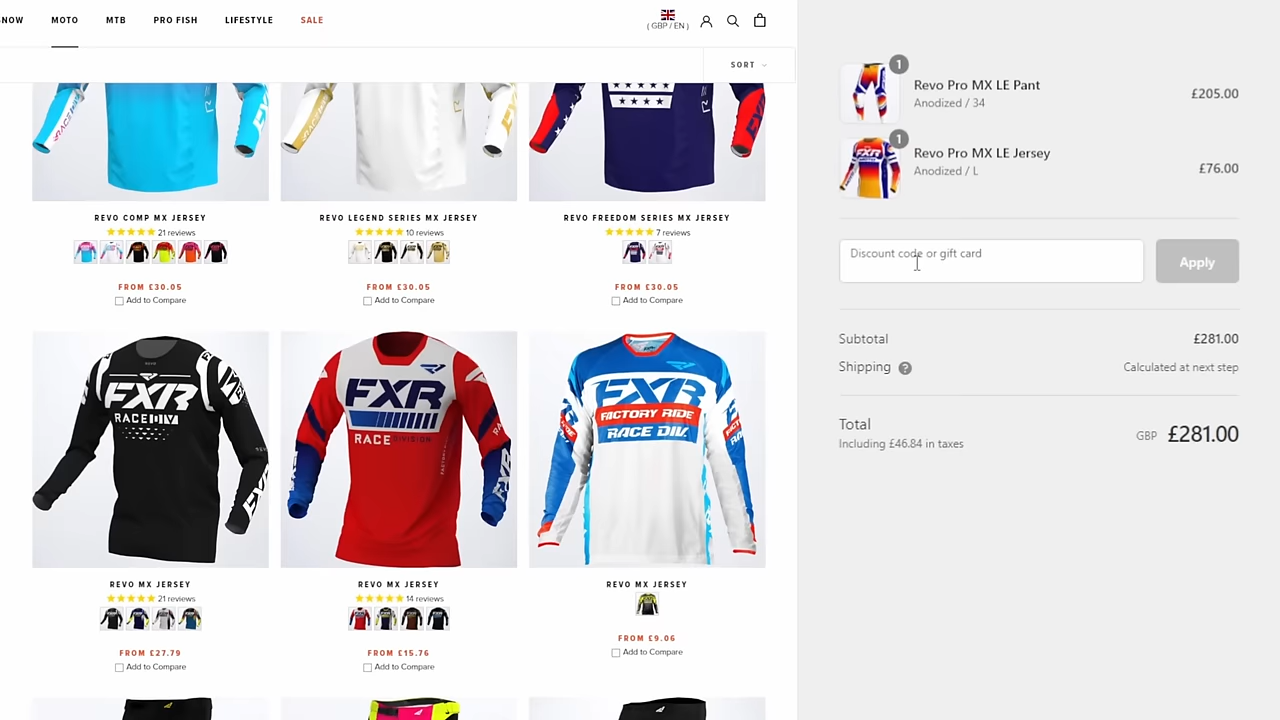 SNOW
MOTO
MTB
PRO FISH
LIFESTYLE
SALE
( GBP / EN )
SORT
REVO COMP MX JERSEY
21 reviews
FROM £30.05
Add to Compare
REVO LEGEND SERIES MX JERSEY
10 reviews
FROM £30.05
Add to Compare
REVO FREEDOM SERIES MX JERSEY
7 reviews
FROM £30.05
Add to Compare
FXR
RACE DIV
FXR
RACE DIVISION
FXR
FXR
FACTORY RIDE
RACE DIV.
REVO MX JERSEY
21 reviews
FROM £27.79
Add to Compare
REVO MX JERSEY
14 reviews
FROM £15.76
Add to Compare
REVO MX JERSEY
FROM £9.06
Add to Compare
1
Revo Pro MX LE Pant
Anodized / 34
£205.00
1
FXR
Revo Pro MX LE Jersey
Anodized / L
£76.00
Discount code or gift card
Apply
Subtotal
£281.00
Shipping ?
Calculated at next step
Total
Including £46.84 in taxes
GBP £281.00